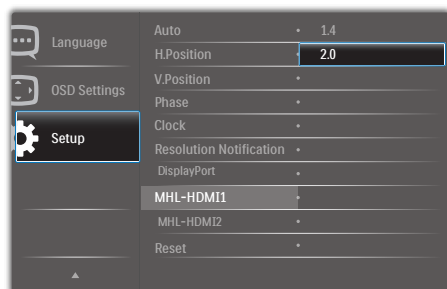 Language
OSD Settings
Setup
Auto
H.Position
V.Position
Phase
Clock
Resolution Notification
DisplayPort
MHL-HDMI1
MHL-HDMI2
Reset
1.4
2.0